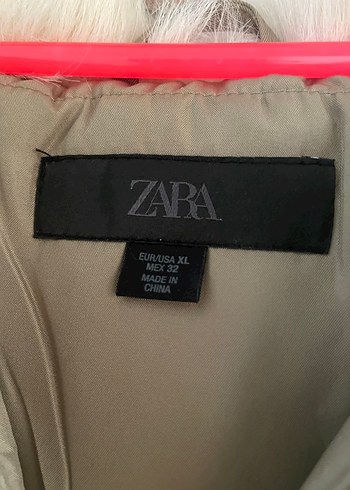 ZARA
EUR/USA XL
MEX 32
MADE IN
CHINA